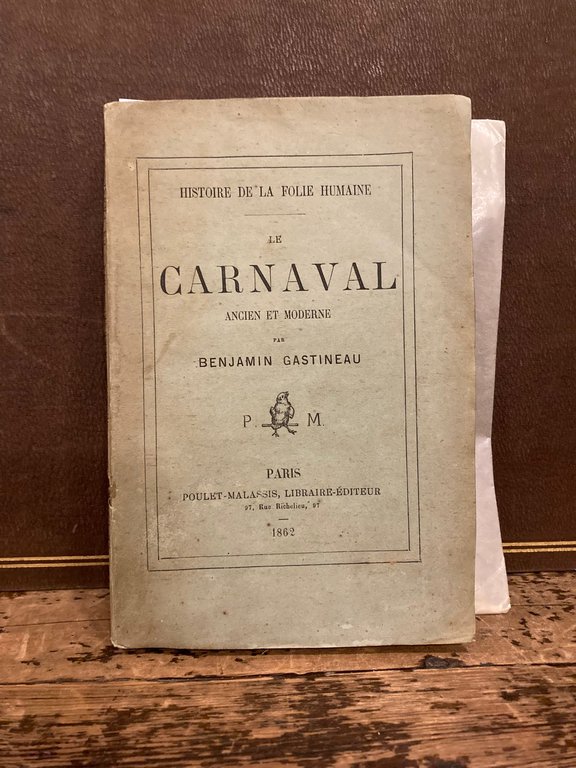 HISTOIRE DE LA FOLIE HUMAINE
LE
CARNAVAL
ANCIEN ET MODERNE
PAR
BENJAMIN GASTINEAU
P. M.
PARIS
POULET-MALASSIS, LIBRAIRE-ÉDITEUR
97, Rue Richelieu, 97
1862